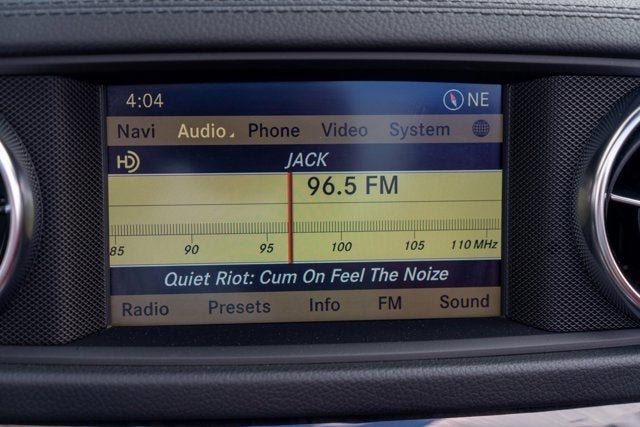 4:04 NE
Navi Audio Phone Video System
HD JACK
96.5 FM
85 90 95 100 105 110 MHz
Quiet Riot: Cum On Feel The Noize
Radio Presets Info FM Sound